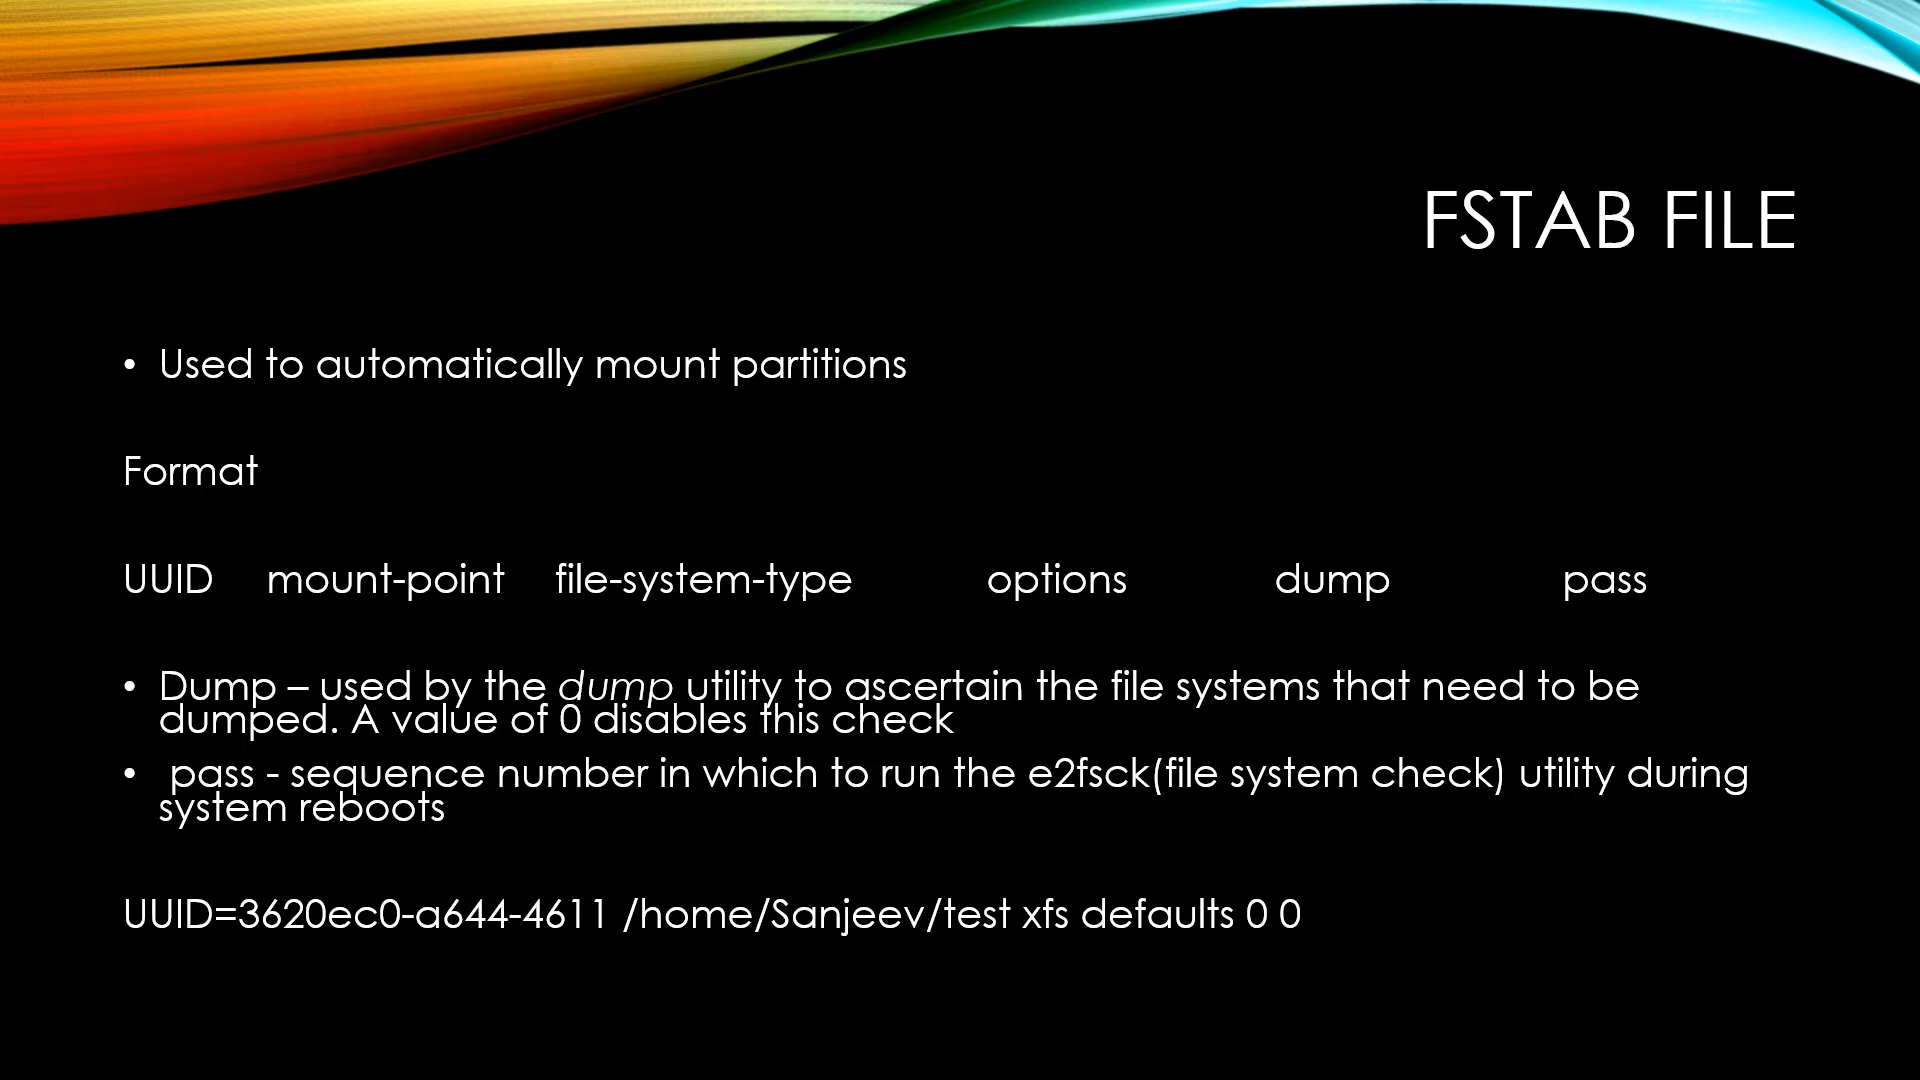 FSTAB FILE
• Used to automatically mount partitions
Format
UUID mount-point file-system-type options dump pass
• Dump – used by the dump utility to ascertain the file systems that need to be
dumped. A value of 0 disables this check
• pass - sequence number in which to run the e2fsck(file system check) utility during
system reboots
UUID=3620ec0-a644-4611 /home/Sanjeev/test xfs defaults 0 0